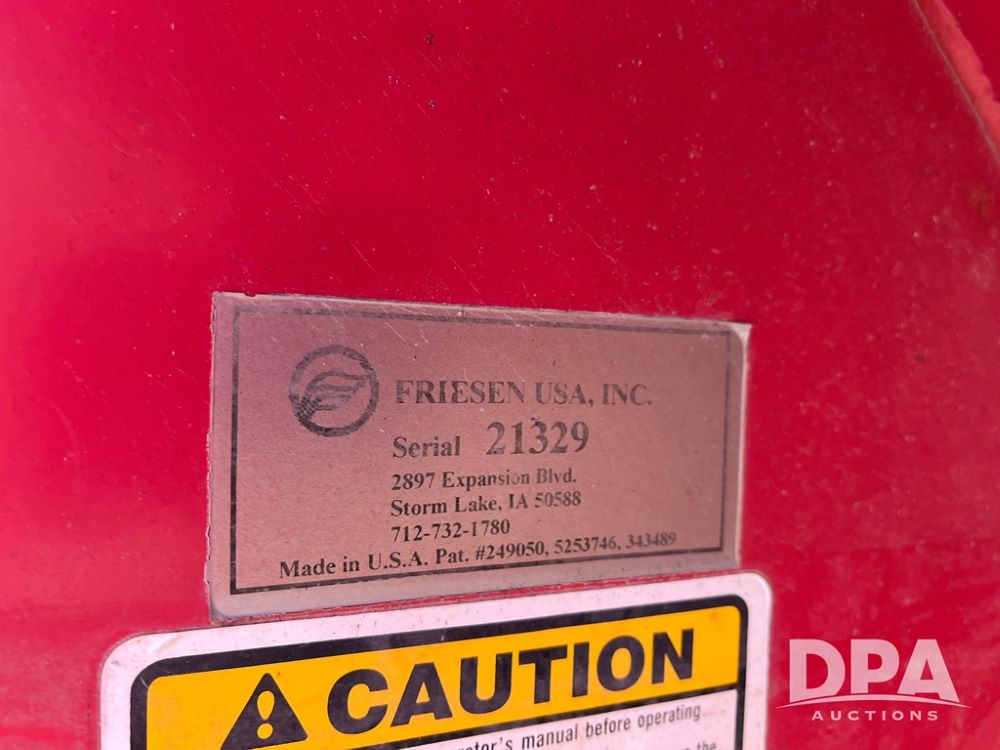 FRIESEN USA, INC.
Serial 21329
2897 Expansion Blvd.
Storm Lake, IA 50588
712-732-1780
Made in U.S.A. Pat. #249050, 5253746, 343489
CAUTION
manual before operating.
the
DPA
AUCTIONS